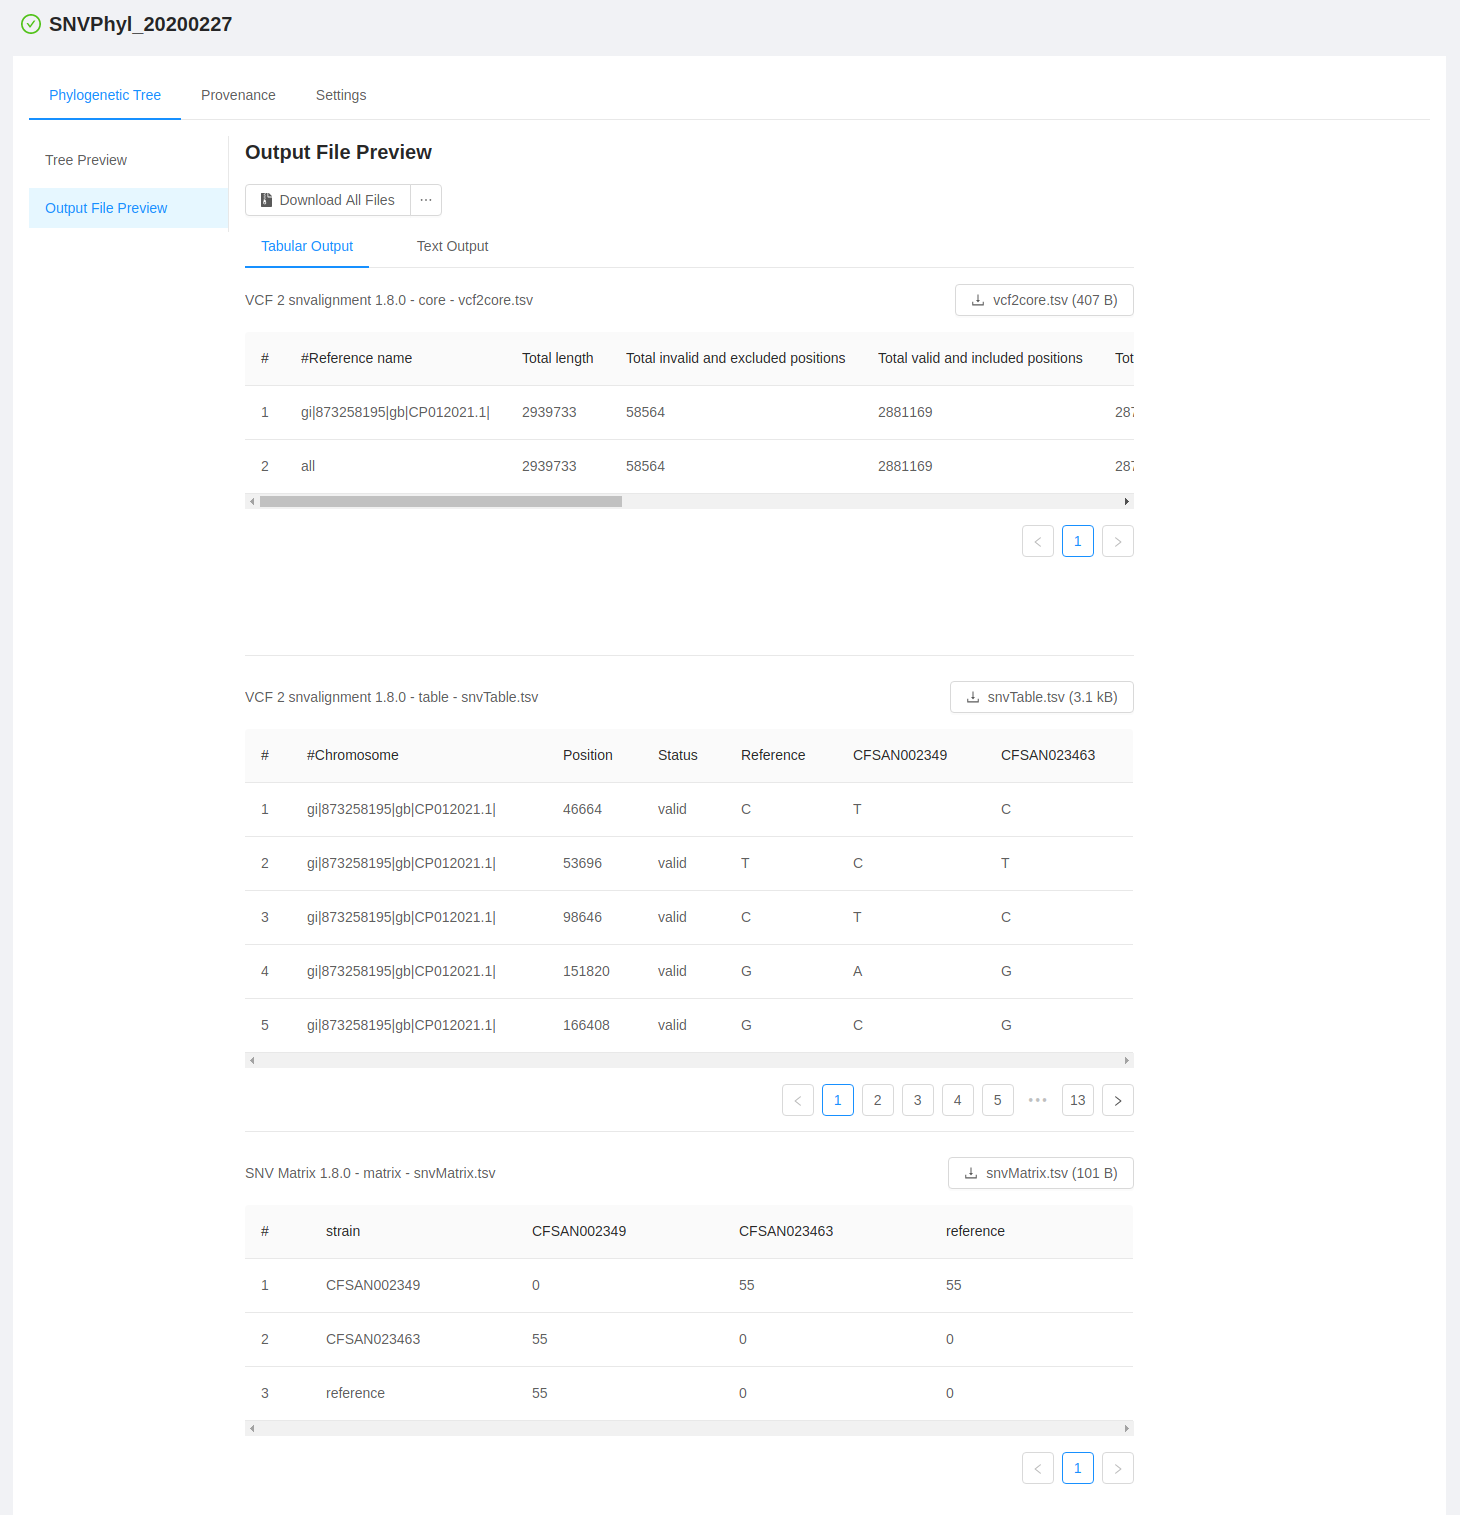 SNVPhyl_20200227
Phylogenetic Tree Provenance Settings
Tree Preview
Output File Preview
Output File Preview
Download All Files ···
Tabular Output Text Output
VCF 2 snvalignment 1.8.0 - core - vcf2core.tsv vcf2core.tsv (407 B)
# #Reference name Total length Total invalid and excluded positions Total valid and included positions Tot
1 gi|873258195|gb|CP012021.1| 2939733 58564 2881169 287
2 all 2939733 58564 2881169 287
< 1 >
VCF 2 snvalignment 1.8.0 - table - snvTable.tsv snvTable.tsv (3.1 kB)
# #Chromosome Position Status Reference CFSAN002349 CFSAN023463
1 gi|873258195|gb|CP012021.1| 46664 valid C T C
2 gi|873258195|gb|CP012021.1| 53696 valid T C T
3 gi|873258195|gb|CP012021.1| 98646 valid C T C
4 gi|873258195|gb|CP012021.1| 151820 valid G A G
5 gi|873258195|gb|CP012021.1| 166408 valid G C G
< 1 2 3 4 5 ••• 13 >
SNV Matrix 1.8.0 - matrix - snvMatrix.tsv snvMatrix.tsv (101 B)
# strain CFSAN002349 CFSAN023463 reference
1 CFSAN002349 0 55 55
2 CFSAN023463 55 0 0
3 reference 55 0 0
< 1 >